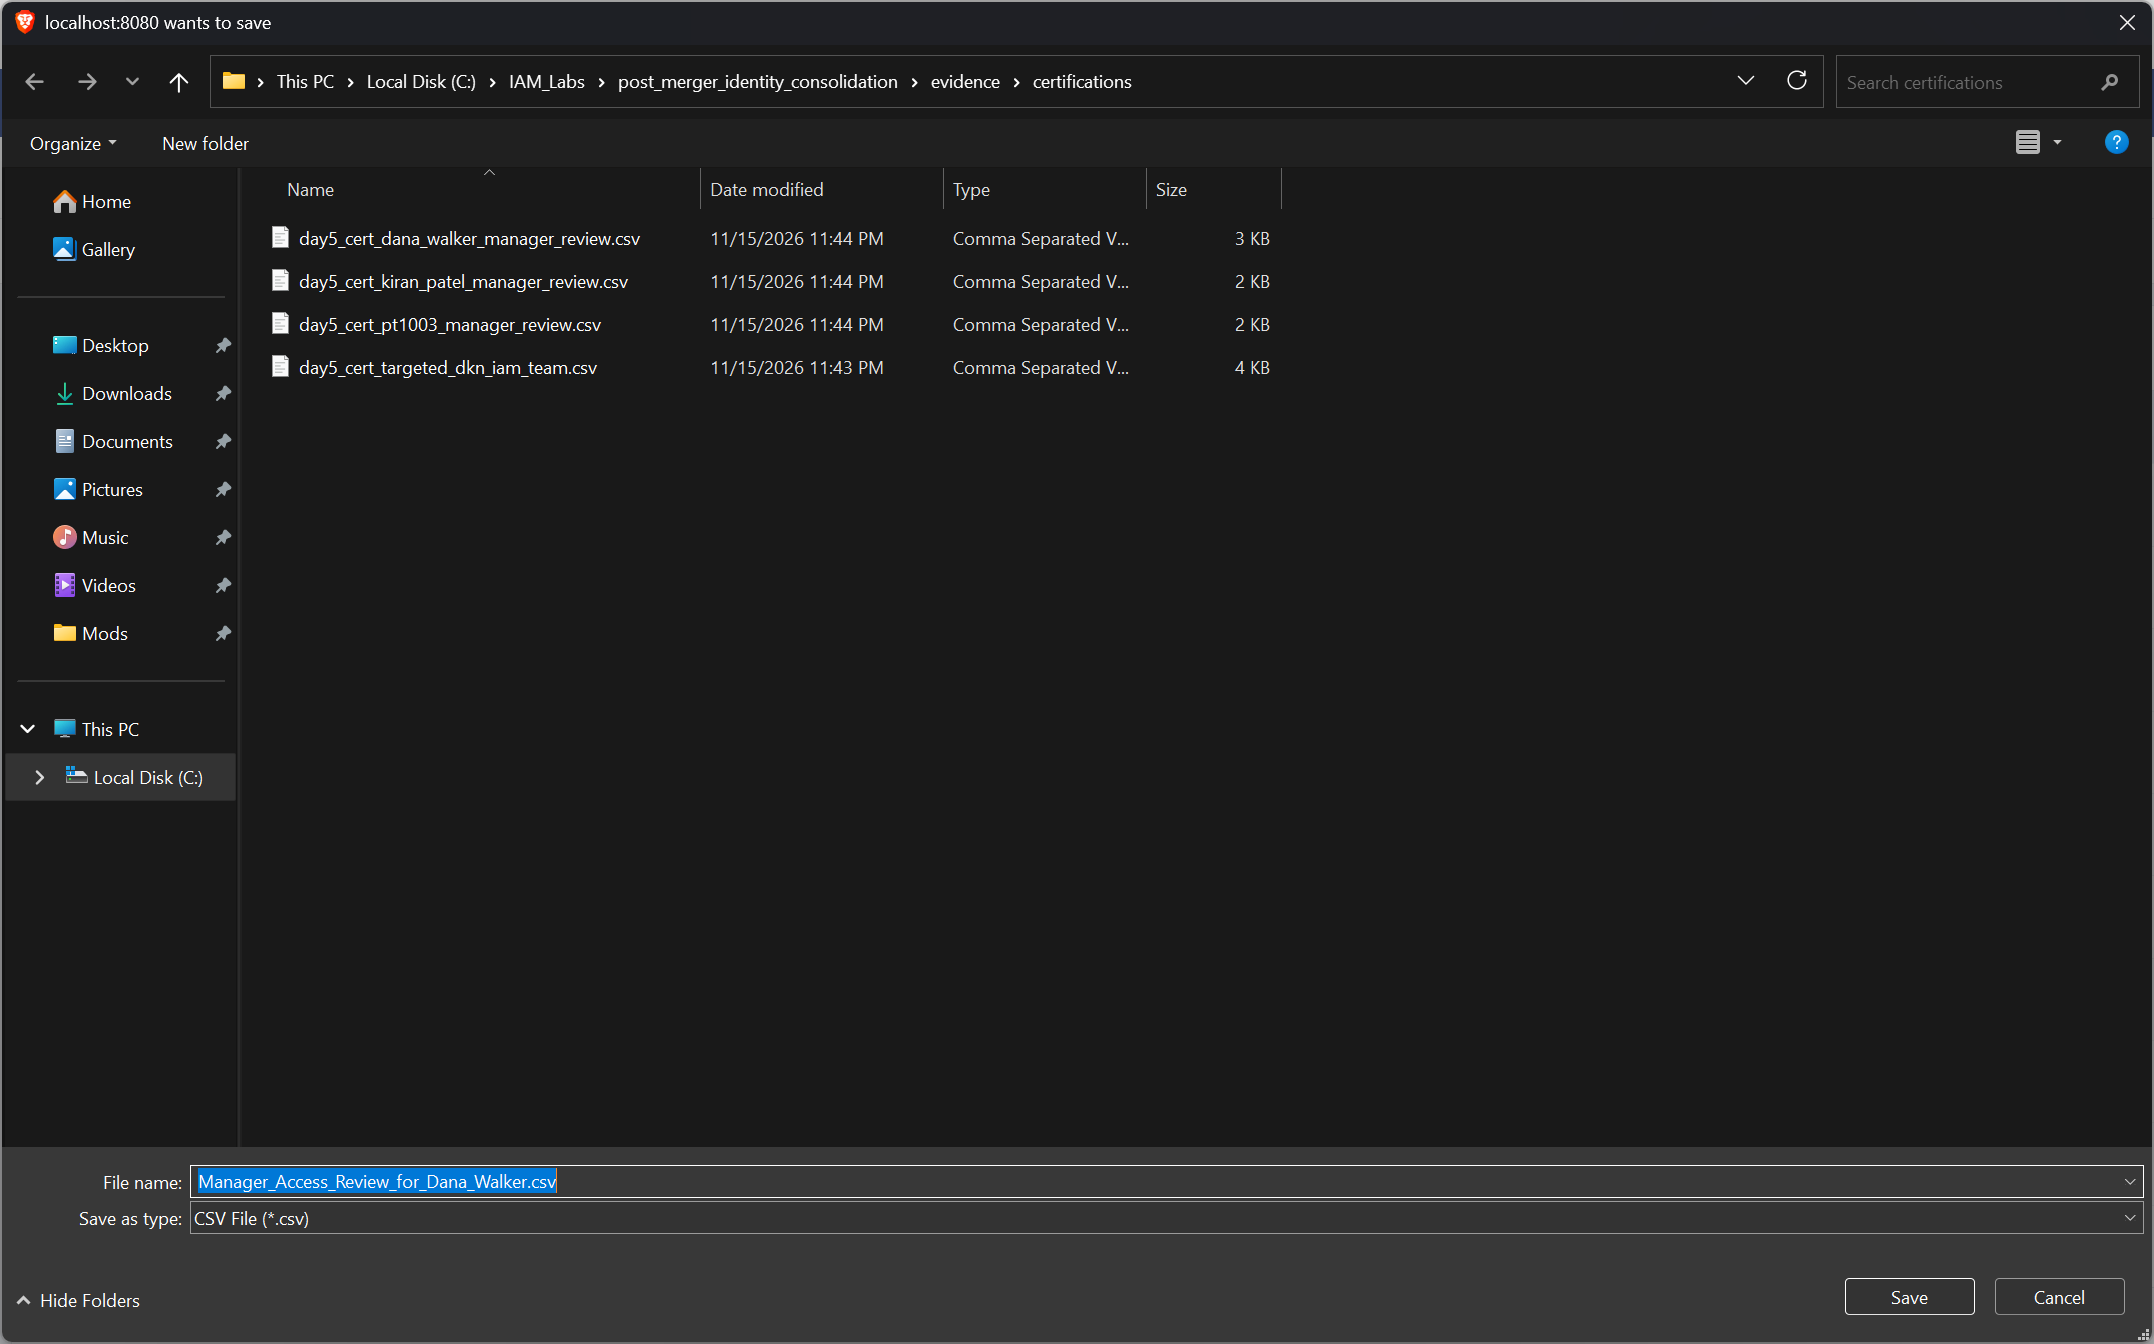 localhost:8080 wants to save
This PC > Local Disk (C:) > IAM_Labs > post_merger_identity_consolidation > evidence > certifications
Search certifications
Organize
New folder
?
Name
Date modified
Type
Size
day5_cert_dana_walker_manager_review.csv 11/15/2026 11:44 PM Comma Separated V... 3 KB
day5_cert_kiran_patel_manager_review.csv 11/15/2026 11:44 PM Comma Separated V... 2 KB
day5_cert_pt1003_manager_review.csv 11/15/2026 11:44 PM Comma Separated V... 2 KB
day5_cert_targeted_dkn_iam_team.csv 11/15/2026 11:43 PM Comma Separated V... 4 KB
Home
Gallery
Desktop
Downloads
Documents
Pictures
Music
Videos
Mods
This PC
Local Disk (C:)
File name: Manager_Access_Review_for_Dana_Walker.csv
Save as type: CSV File (*.csv)
Hide Folders
Save
Cancel